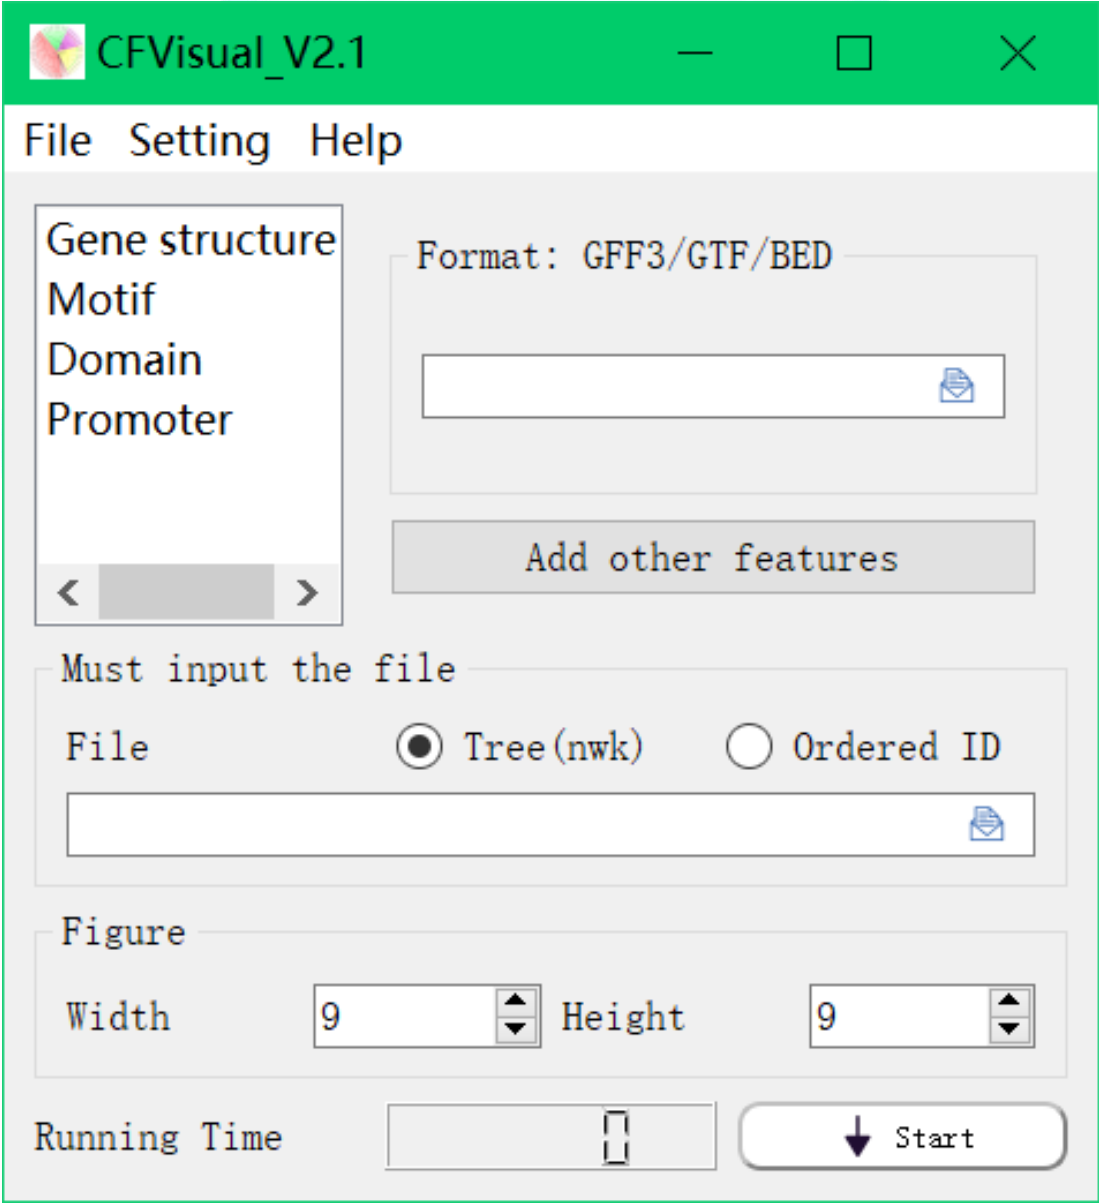 CFVisual_V2.1
File Setting Help
Gene structure
Motif
Domain
Promoter
Format: GFF3/GTF/BED
Add other features
Must input the file
File Tree(nwk) Ordered ID
Figure
Width 9 Height 9
Running Time 0 Start